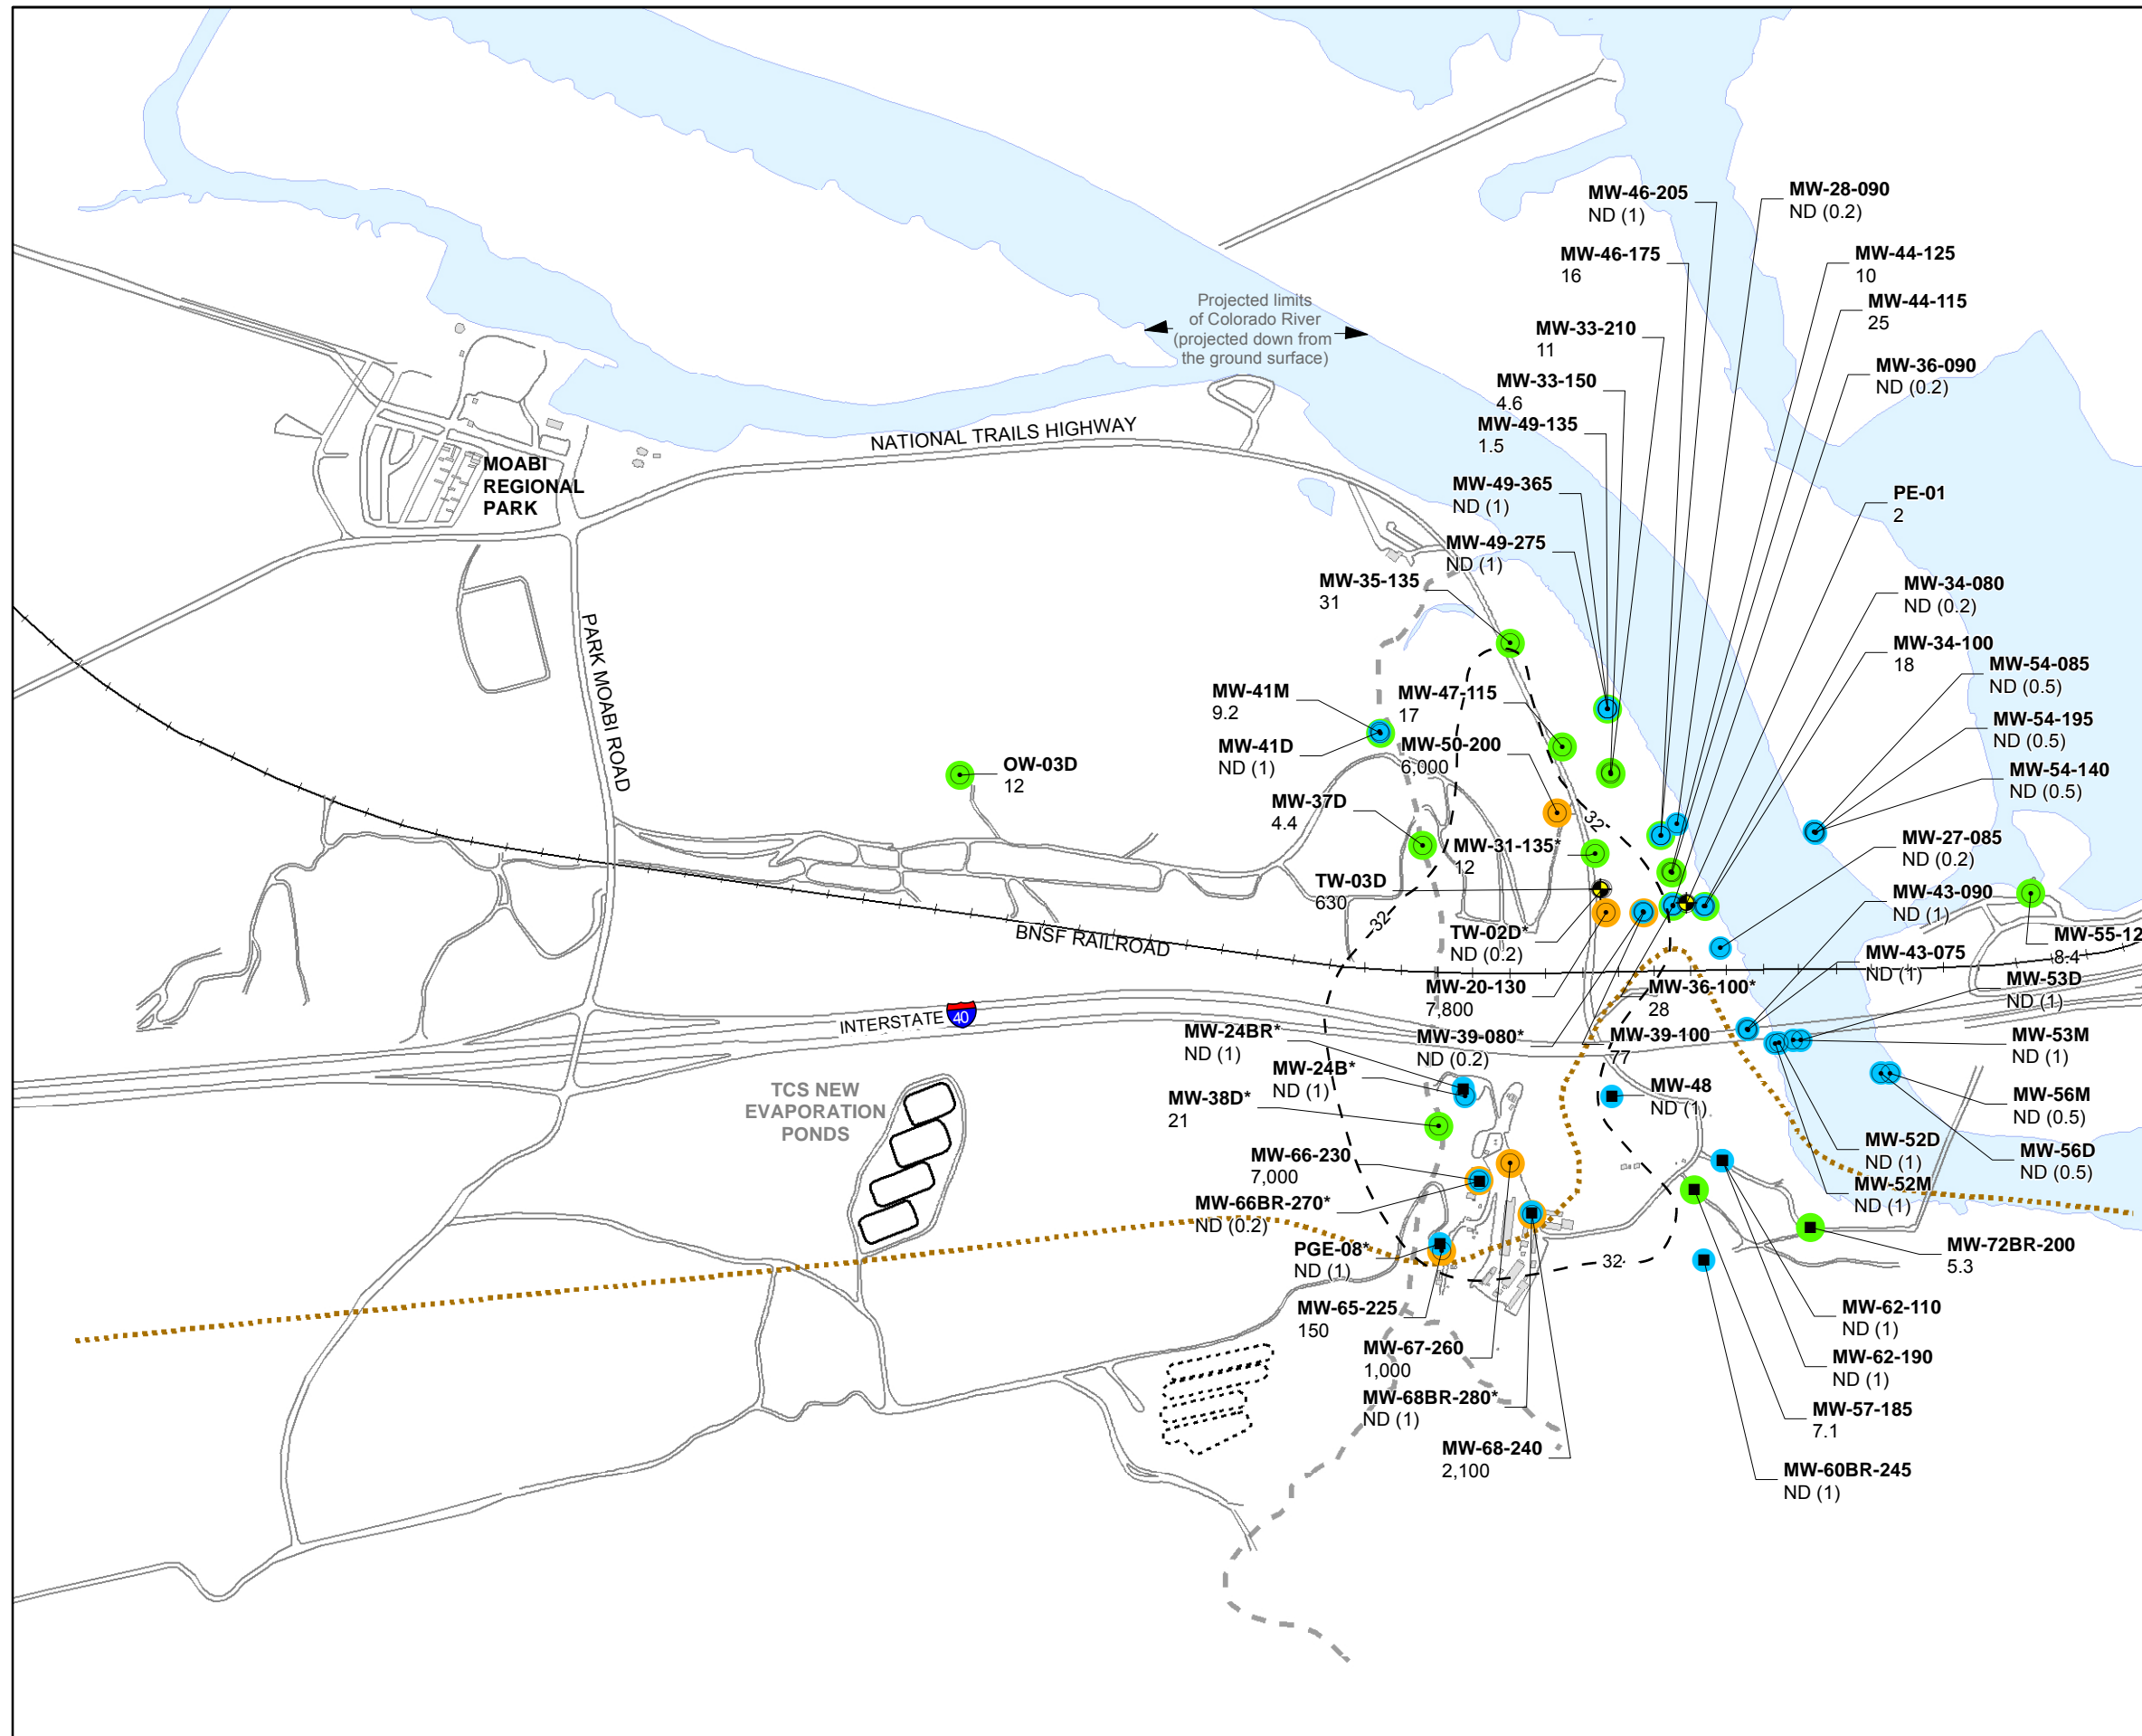 MW-46-205
ND (1)
MW-28-090
ND (0.2)
MW-46-175
16
MW-44-125
10
MW-44-115
25
Projected limits
of Colorado River
(projected down from
the ground surface)
MW-33-210
11
MW-36-090
ND (0.2)
MW-33-150
4.6
MW-49-135
1.5
NATIONAL TRAILS HIGHWAY
MOABI
REGIONAL
PARK
MW-49-365
ND (1)
PE-01
2
MW-49-275
ND (1)
MW-35-135
31
MW-34-080
ND (0.2)
MW-34-100
18
PARK MOABI ROAD
MW-54-085
ND (0.5)
MW-41M
9.2
MW-47-115
17
MW-54-195
ND (0.5)
MW-41D
ND (1)
MW-50-200
6,000
OW-03D
12
MW-54-140
ND (0.5)
MW-37D
4.4
32
MW-31-135*
12
MW-27-085
ND (0.2)
TW-03D
630
MW-43-090
ND (1)
32
TW-02D*
ND (0.2)
BNSF RAILROAD
MW-55-12
8.4
MW-43-075
ND (1)
MW-20-130
7,800
MW-36-100*
28
MW-53D
ND (1)
INTERSTATE 40
MW-24BR*
ND (1)
MW-39-080*
ND (0.2)
MW-39-100
77
MW-53M
ND (1)
MW-24B*
ND (1)
TCS NEW
EVAPORATION
PONDS
MW-38D*
21
MW-48
ND (1)
MW-56M
ND (0.5)
MW-52D
ND (1)
MW-56D
ND (0.5)
MW-66-230
7,000
MW-52M
ND (1)
MW-66BR-270*
ND (0.2)
PGE-08*
ND (1)
32
MW-72BR-200
5.3
MW-65-225
150
MW-62-110
ND (1)
MW-67-260
1,000
MW-62-190
ND (1)
MW-68BR-280*
ND (1)
MW-57-185
7.1
MW-68-240
2,100
MW-60BR-245
ND (1)